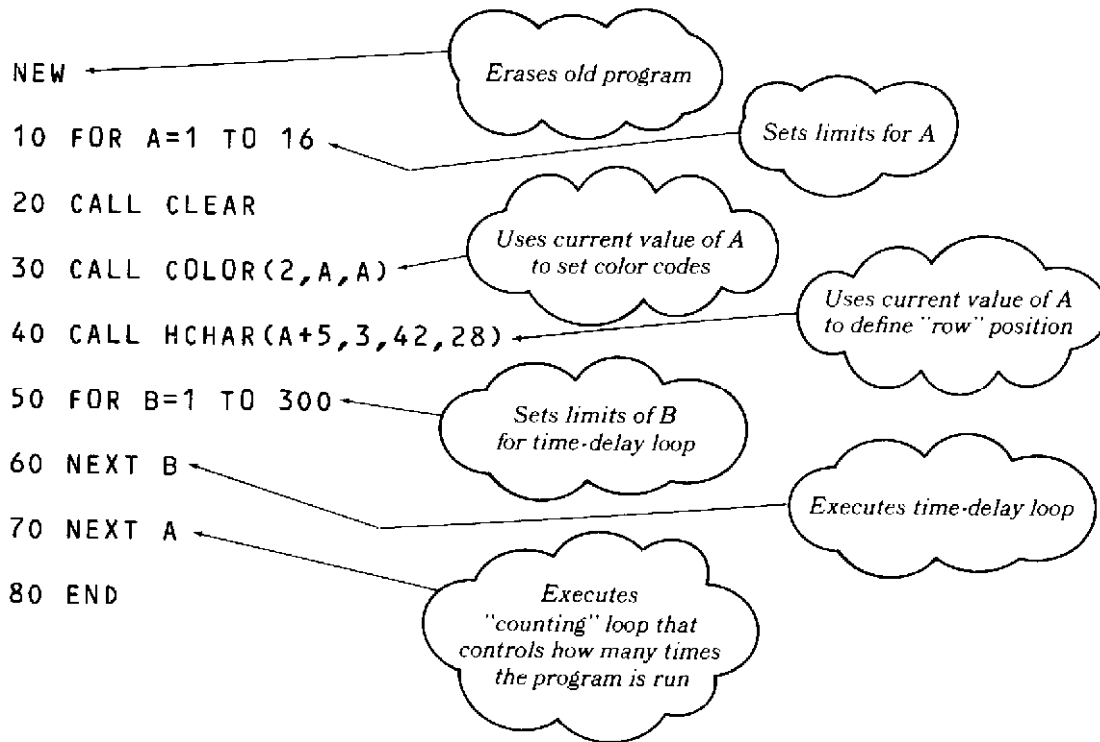 NEW
Erases old program
10 FOR A=1 TO 16
Sets limits for A
20 CALL CLEAR
30 CALL COLOR(2,A,A)
Uses current value of A
to set color codes
40 CALL HCHAR(A+5,3,42,28)
Uses current value of A
to define "row" position
50 FOR B=1 TO 300
Sets limits of B
for time-delay loop
60 NEXT B
Executes time-delay loop
70 NEXT A
Executes
"counting" loop that
controls how many times
the program is run
80 END